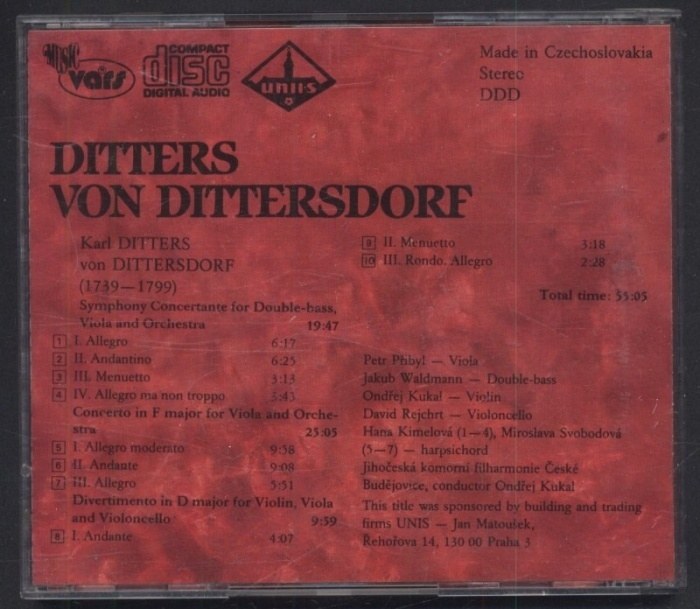 MUSIC
vars
COMPACT
disc
DIGITAL AUDIO
UNIS
Made in Czechoslovakia
Stereo
DDD
DITTERS
VON DITTERSDORF
Karl DITTERS
von DITTERSDORF
(1739—1799)
Symphony Concertante for Double-bass,
Viola and Orchestra 19:47
1 I. Allegro 6:17
2 II. Andantino 6:25
3 III. Menuetto 3:13
4 IV. Allegro ma non troppo 3:43
Concerto in F major for Viola and Orche-
stra 25:05
5 I. Allegro moderato 9:58
6 II. Andante 9:08
7 III. Allegro 5:51
Divertimento in D major for Violin, Viola
and Violoncello 9:59
8 I. Andante 4:07
9 II. Menuetto 3:18
10 III. Rondo. Allegro 2:28
Total time: 55:05
Petr Přibyl — Viola
Jakub Waldmann — Double-bass
Ondřej Kukal — Violin
David Rejchrt — Violoncello
Hana Kimelová (1—4), Miroslava Svobodová
(5—7) — harpsichord
Jihočeská komorní filharmonie České
Budějovice, conductor Ondřej Kukal
This title was sponsored by building and trading
firms UNIS — Jan Matoušek,
Řehořova 14, 130 00 Praha 3